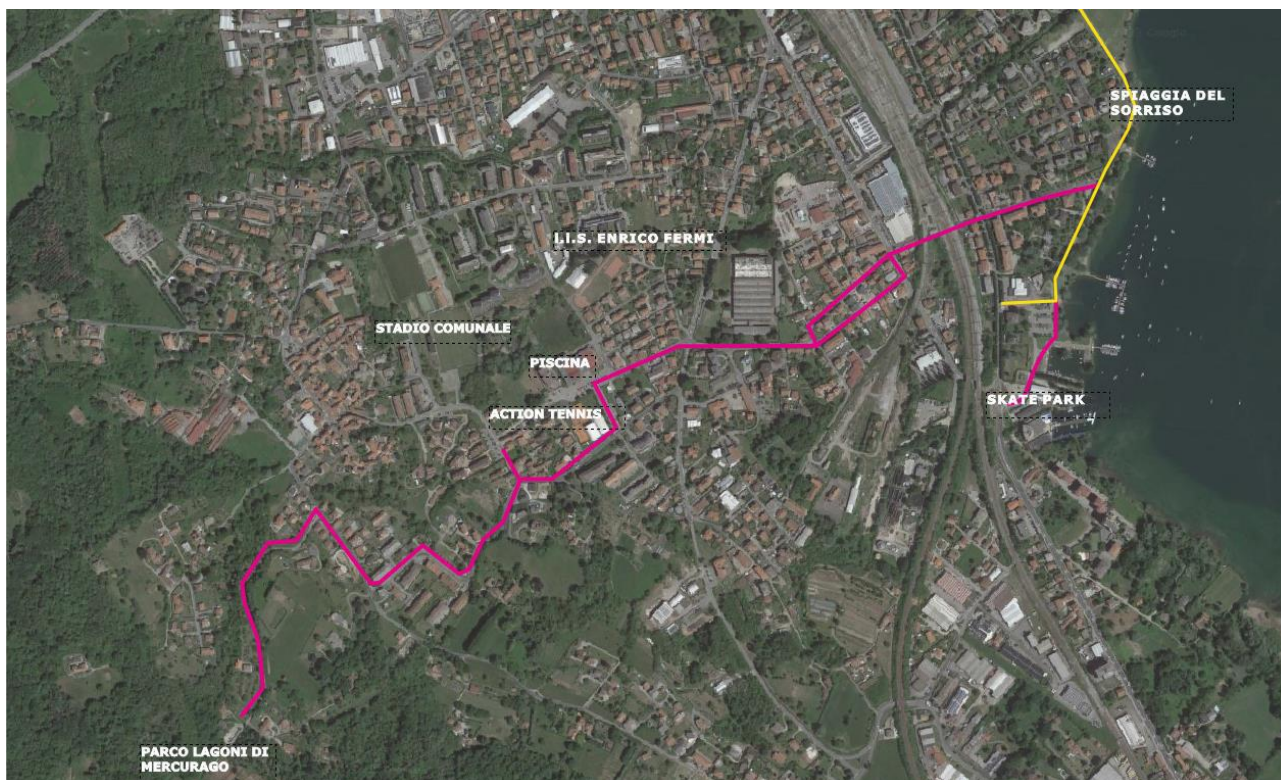 SPIAGGIA DEL
SORRISO
I.I.S. ENRICO FERMI
STADIO COMUNALE
PISCINA
ACTION TENNIS
SKATE PARK
PARCO LAGONI DI
MERCURAGO